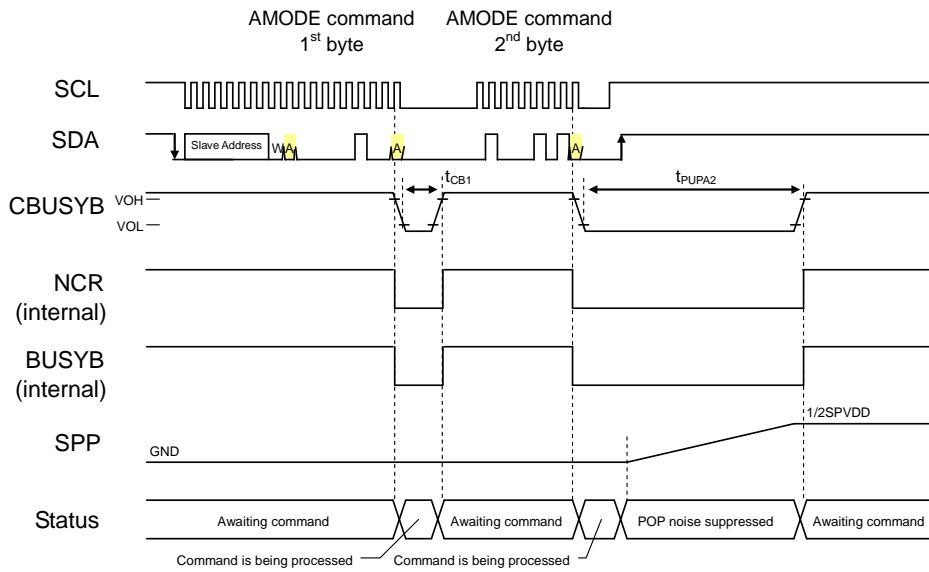 AMODE command
1st byte
AMODE command
2nd byte
SCL
SDA
Slave Address
W
A
A
A
tCB1
tPUPA2
CBUSYB
VOH
VOL
NCR
(internal)
BUSYB
(internal)
SPP
GND
1/2SPVDD
Status
Awaiting command
Awaiting command
POP noise suppressed
Awaiting command
Command is being processed
Command is being processed